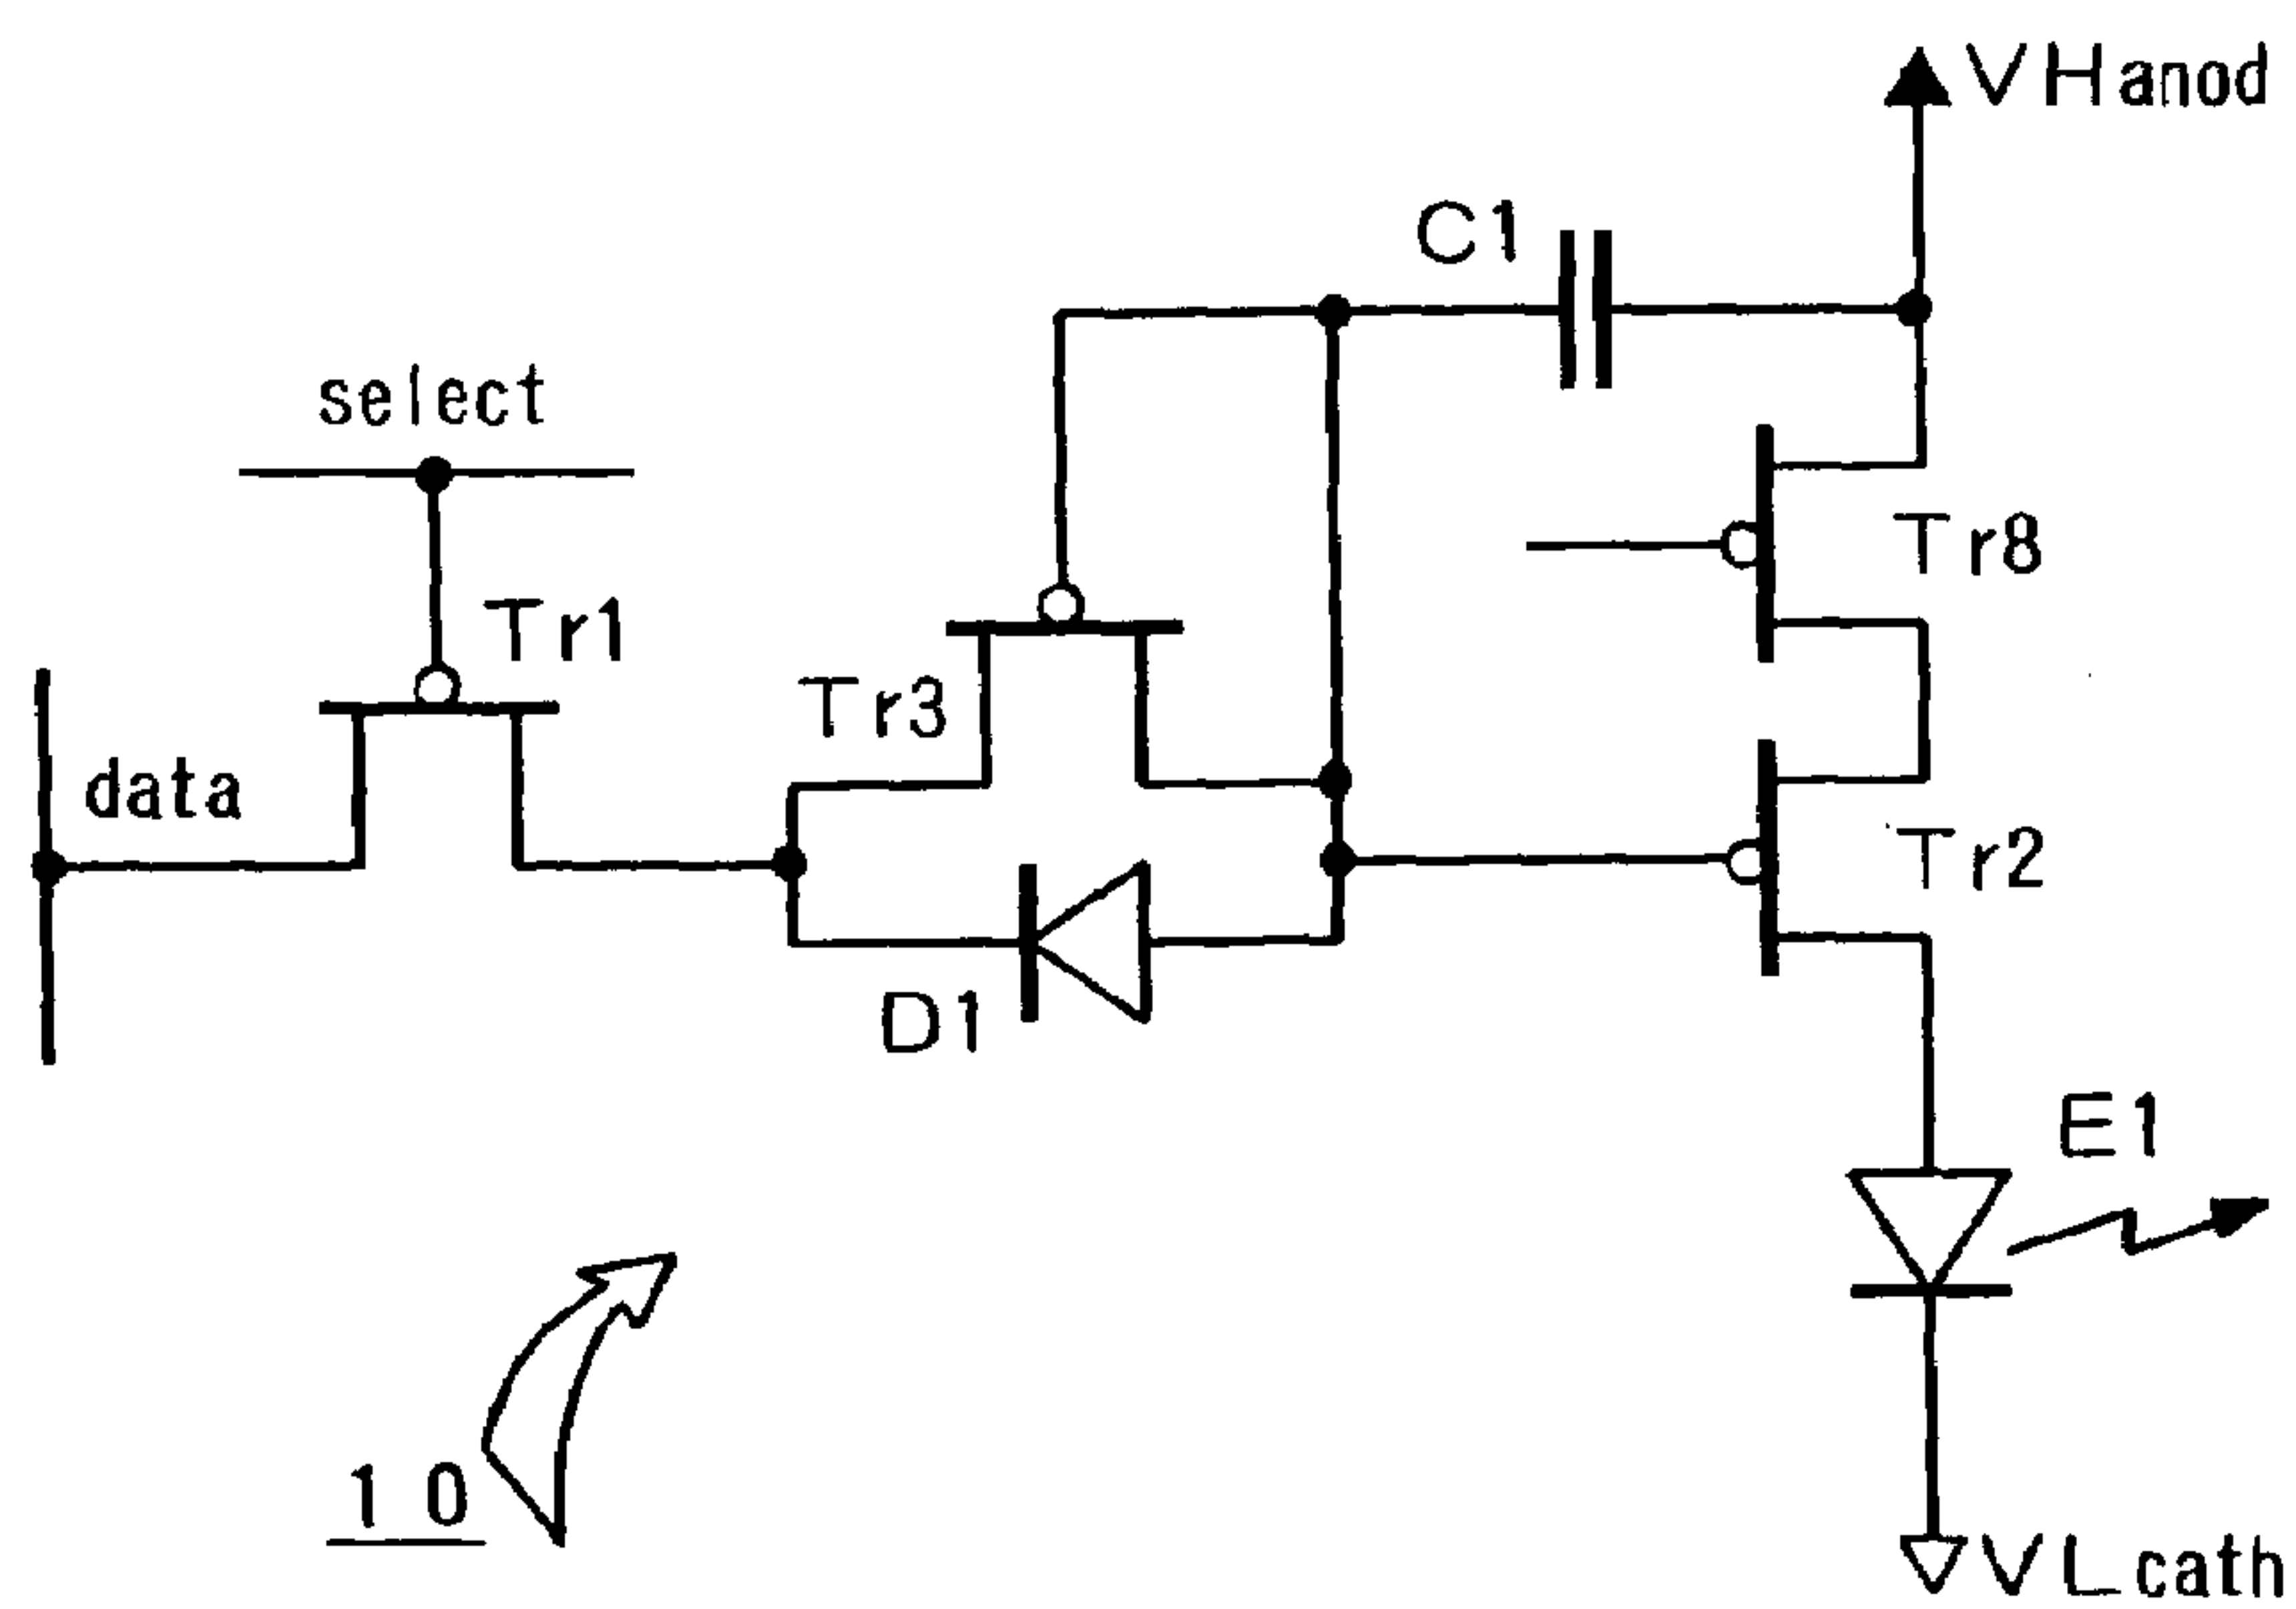 VHanod
C1
select
Tr8
Tr1
Tr3
data
Tr2
D1
E1
10
VLcath